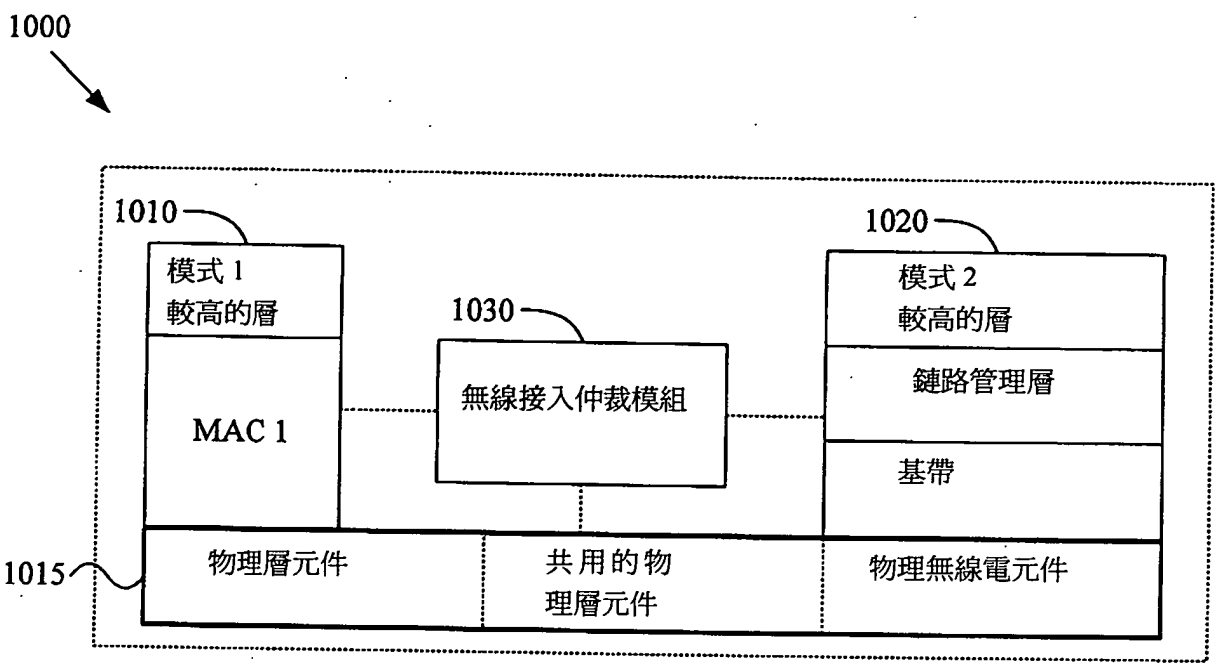 1000
1010
模式 1
較高的層
MAC 1
1030
無線接入仲裁模組
1020
模式 2
較高的層
鏈路管理層
基帶
1015
物理層元件
共用的物
理層元件
物理無線電元件